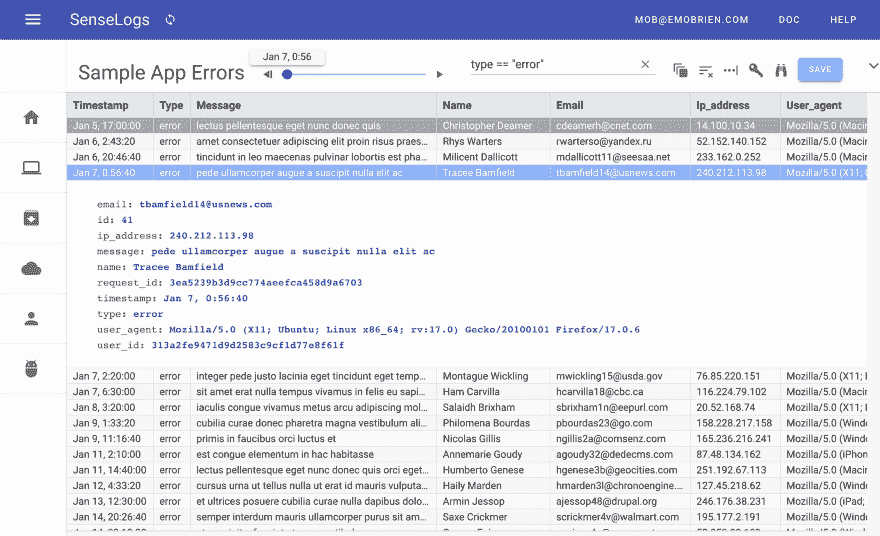 SenseLogs MOB@EMOBRIEN.COM DOC HELP
Jan 7, 0:56
Sample App Errors type == "error" SAVE
Timestamp Type Message Name Email Ip_address User_agent
Jan 5, 17:00:00 error lectus pellentesque eget nunc donec quis Christopher Deamer cdeamerh@cnet.com 14.100.10.34 Mozilla/5.0 (Macin
Jan 6, 2:43:20 error amet consectetuer adipiscing elit proin risus praes... Rhys Warters rwarterso@yandex.ru 52.152.140.152 Mozilla/5.0 (Macin
Jan 6, 20:46:40 error tincidunt in leo maecenas pulvinar lobortis est pha... Milicent Dallicott mdallicott11@seesaa.net 233.162.0.252 Mozilla/5.0 (Macin
Jan 7, 0:56:40 error pede ullamcorper augue a suscipit nulla elit ac Tracee Bamfield tbamfield14@usnews.com 240.212.113.98 Mozilla/5.0 (X11; U
email: tbamfield14@usnews.com
id: 41
ip_address: 240.212.113.98
message: pede ullamcorper augue a suscipit nulla elit ac
name: Tracee Bamfield
request_id: 3ea5239b3d9cc774aeefca458d9a6703
timestamp: Jan 7, 0:56:40
type: error
user_agent: Mozilla/5.0 (X11; Ubuntu; Linux x86_64; rv:17.0) Gecko/20100101 Firefox/17.0.6
user_id: 313a2fe9471d9d2583c9cf1d77e8f61f
Jan 7, 2:20:00 error integer pede justo lacinia eget tincidunt eget temp... Montague Wickling mwickling15@usda.gov 76.85.220.151 Mozilla/5.0 (X11;
Jan 7, 6:30:00 error sit amet erat nulla tempus vivamus in felis eu sapi... Ham Carvilla hcarvilla18@cbc.ca 116.224.79.102 Mozilla/5.0 (Macin
Jan 8, 3:20:00 error iaculis congue vivamus metus arcu adipiscing mol... Salaidh Brixham sbrixham1n@eepurl.com 20.52.168.74 Mozilla/5.0 (X11;
Jan 9, 1:33:20 error cubilia curae donec pharetra magna vestibulum ali... Philomena Bourdas pbourdas23@go.com 158.228.217.158 Mozilla/5.0 (Windo
Jan 9, 11:16:40 error primis in faucibus orci luctus et Nicolas Gillis ngillis2a@comsenz.com 165.236.216.241 Mozilla/5.0 (Windo
Jan 11, 2:10:00 error est congue elementum in hac habitasse Annemarie Goudy agoudy32@dedecms.com 87.48.134.162 Mozilla/5.0 (iPhon
Jan 11, 14:40:00 error lectus pellentesque eget nunc donec quis orci eget... Humberto Genese hgenese3b@geocities.com 251.192.67.113 Mozilla/5.0 (Macin
Jan 12, 4:33:20 error cursus urna ut tellus nulla ut erat id mauris vulputa... Haily Marden hmarden3l@chronoengine.... 127.45.218.62 Mozilla/5.0 (Windo
Jan 13, 12:30:00 error et ultrices posuere cubilia curae nulla dapibus dolo... Armin Jessop ajessop48@drupal.org 246.176.38.231 Mozilla/5.0 (iPad;
Jan 14, 20:26:40 error semper interdum mauris ullamcorper purus sit am... Saxe Crickmer scrickmer4v@walmart.com 195.177.2.191 Mozilla/5.0 (Windo